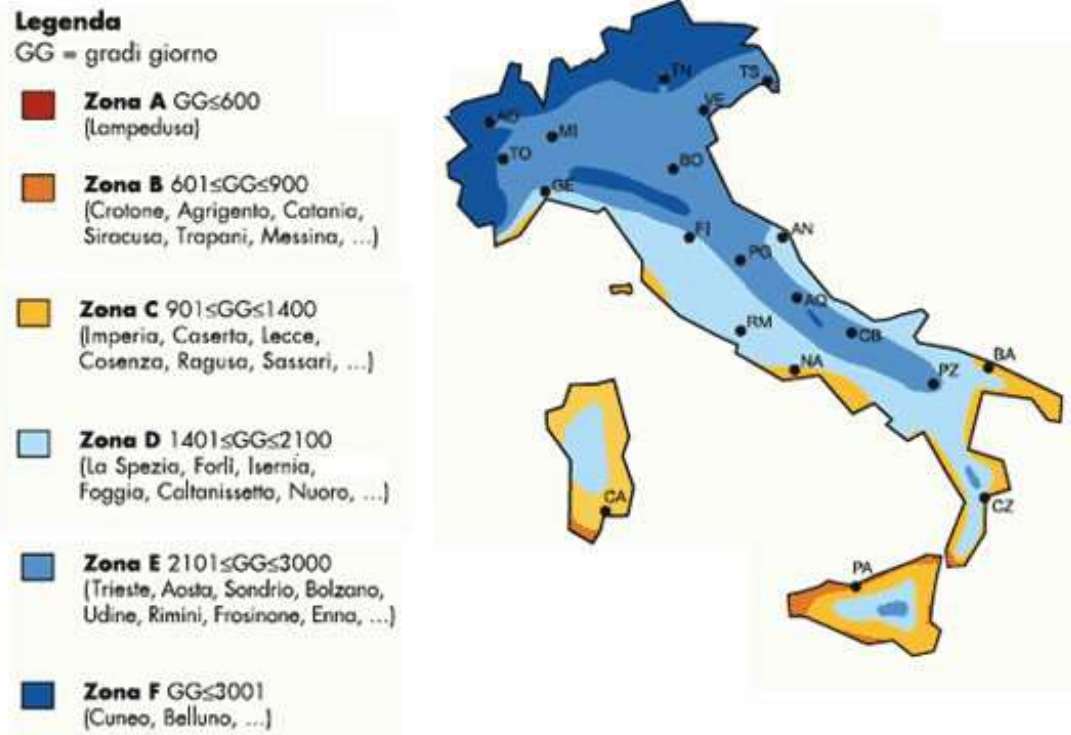 Legenda
GG = gradi giorno
Zona A GG≤600
(Lampedusa)
Zona B 601≤GG≤900
(Crotone, Agrigento, Catania,
Siracusa, Trapani, Messina, ...)
Zona C 901≤GG≤1400
(Imperia, Caserta, Lecce,
Cosenza, Ragusa, Sassari, ...)
Zona D 1401≤GG≤2100
(La Spezia, Forlì, Isernia,
Foggia, Caltanissetta, Nuoro, ...)
Zona E 2101≤GG≤3000
(Trieste, Aosta, Sondrio, Bolzano,
Udine, Rimini, Frosinone, Enna, ...)
Zona F GG≤3001
(Cuneo, Belluno, ...)
TN
TS
VE
AO
MI
TO
BO
GE
FI
AN
PG
AQ
RM
CB
NA
BA
PZ
CA
CZ
PA